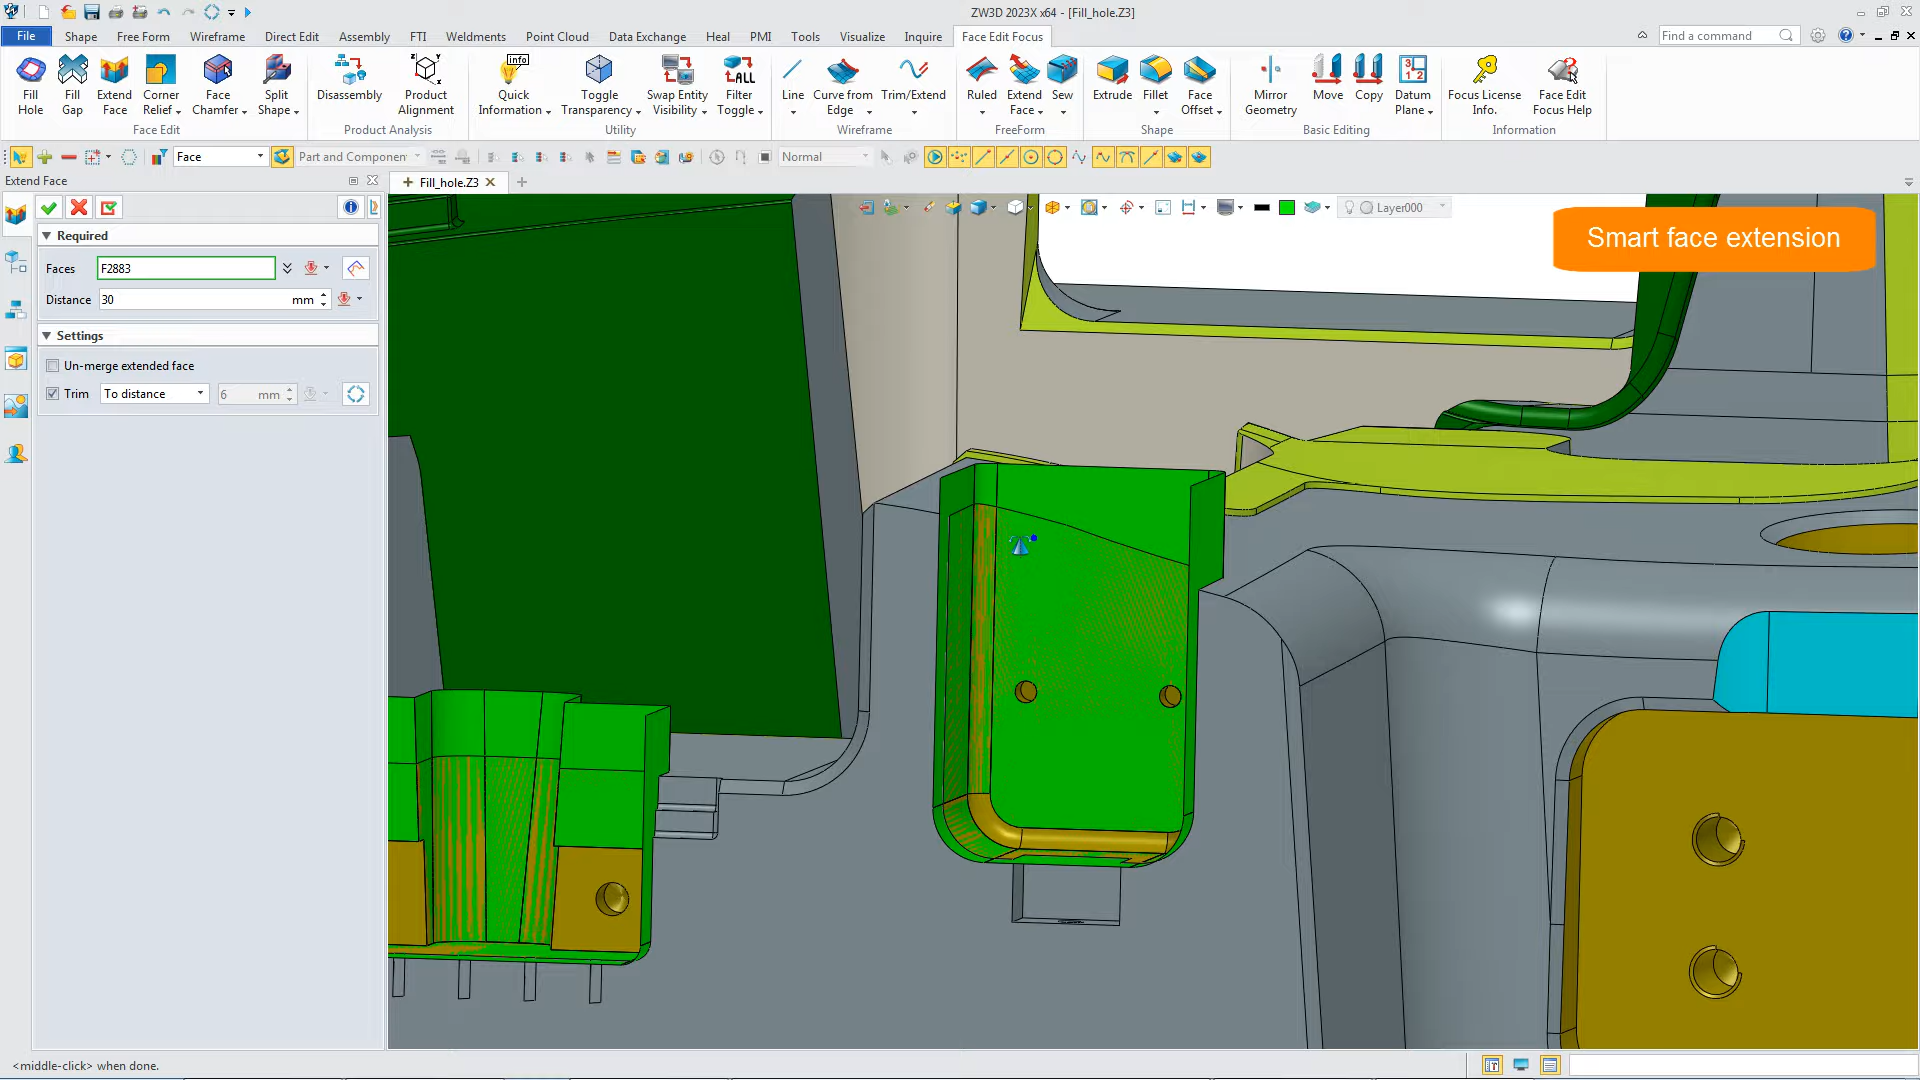 ZW3D 2023X x64 - [Fill_hole.Z3]
File Shape Free Form Wireframe Direct Edit Assembly FTI Weldments Point Cloud Data Exchange Heal PMI Tools Visualize Inquire Face Edit Focus Find a command
Fill Hole
Fill Gap
Extend Face
Corner Relief
Face Chamfer
Split Shape
Face Edit
Disassembly
Product Alignment
Product Analysis
info
Quick Information
Toggle Transparency
Swap Entity Visibility
ALL
Filter Toggle
Utility
Line
Curve from Edge
Trim/Extend
Wireframe
Ruled
Extend Face
Sew
FreeForm
Extrude
Fillet
Face Offset
Shape
Mirror Geometry
Move
Copy
Datum Plane
Basic Editing
Focus License Info.
Face Edit Focus Help
Information
Face Part and Component Normal
Extend Face
Fill_hole.Z3
Layer000
Required
Faces F2883
Distance 30 mm
Settings
Un-merge extended face
Trim To distance 6 mm
Smart face extension
<middle-click> when done.